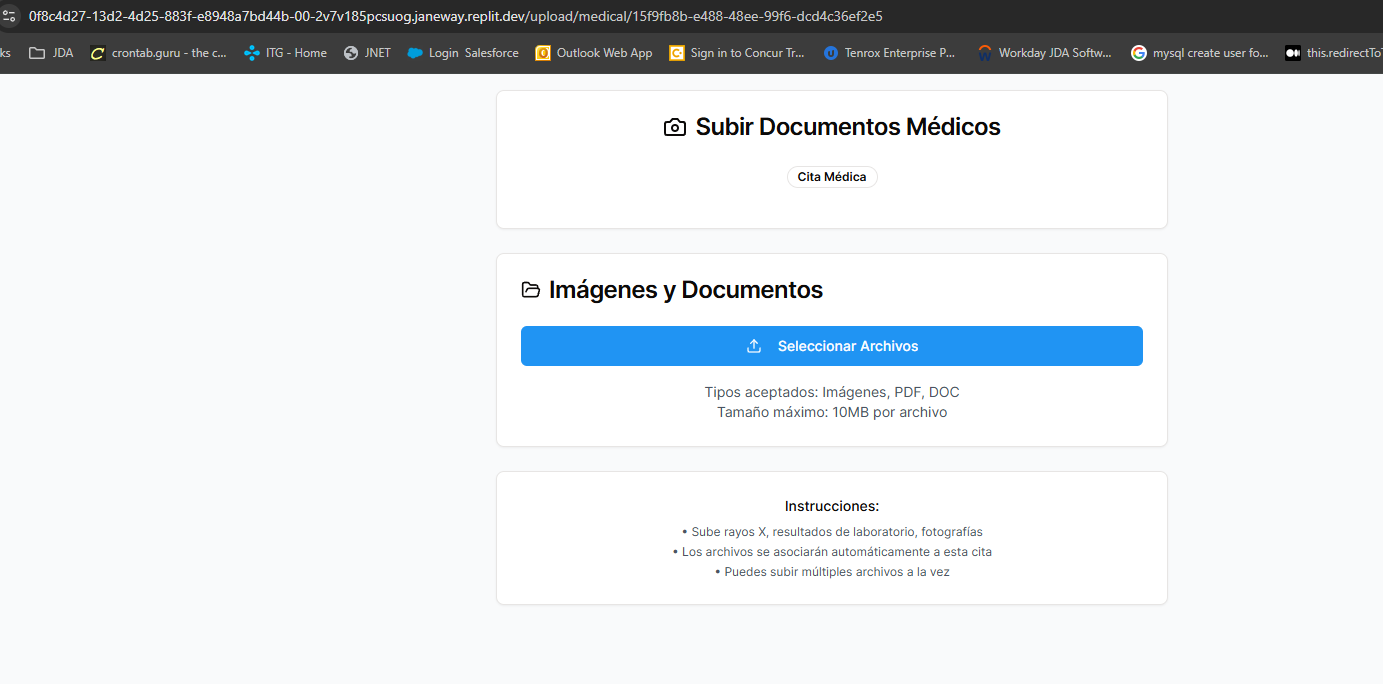 0f8c4d27-13d2-4d25-883f-e8948a7bd44b-00-2v7v185pcsuog.janeway.replit.dev/upload/medical/15f9fb8b-e488-48ee-99f6-dcd4c36ef2e5
ks JDA crontab.guru - the c... ITG - Home JNET Login Salesforce Outlook Web App Sign in to Concur Tr... Tenrox Enterprise P... Workday JDA Softw... mysql create user fo... this.redirectTo
Subir Documentos Médicos
Cita Médica
Imágenes y Documentos
Seleccionar Archivos
Tipos aceptados: Imágenes, PDF, DOC
Tamaño máximo: 10MB por archivo
Instrucciones:
• Sube rayos X, resultados de laboratorio, fotografías
• Los archivos se asociarán automáticamente a esta cita
• Puedes subir múltiples archivos a la vez